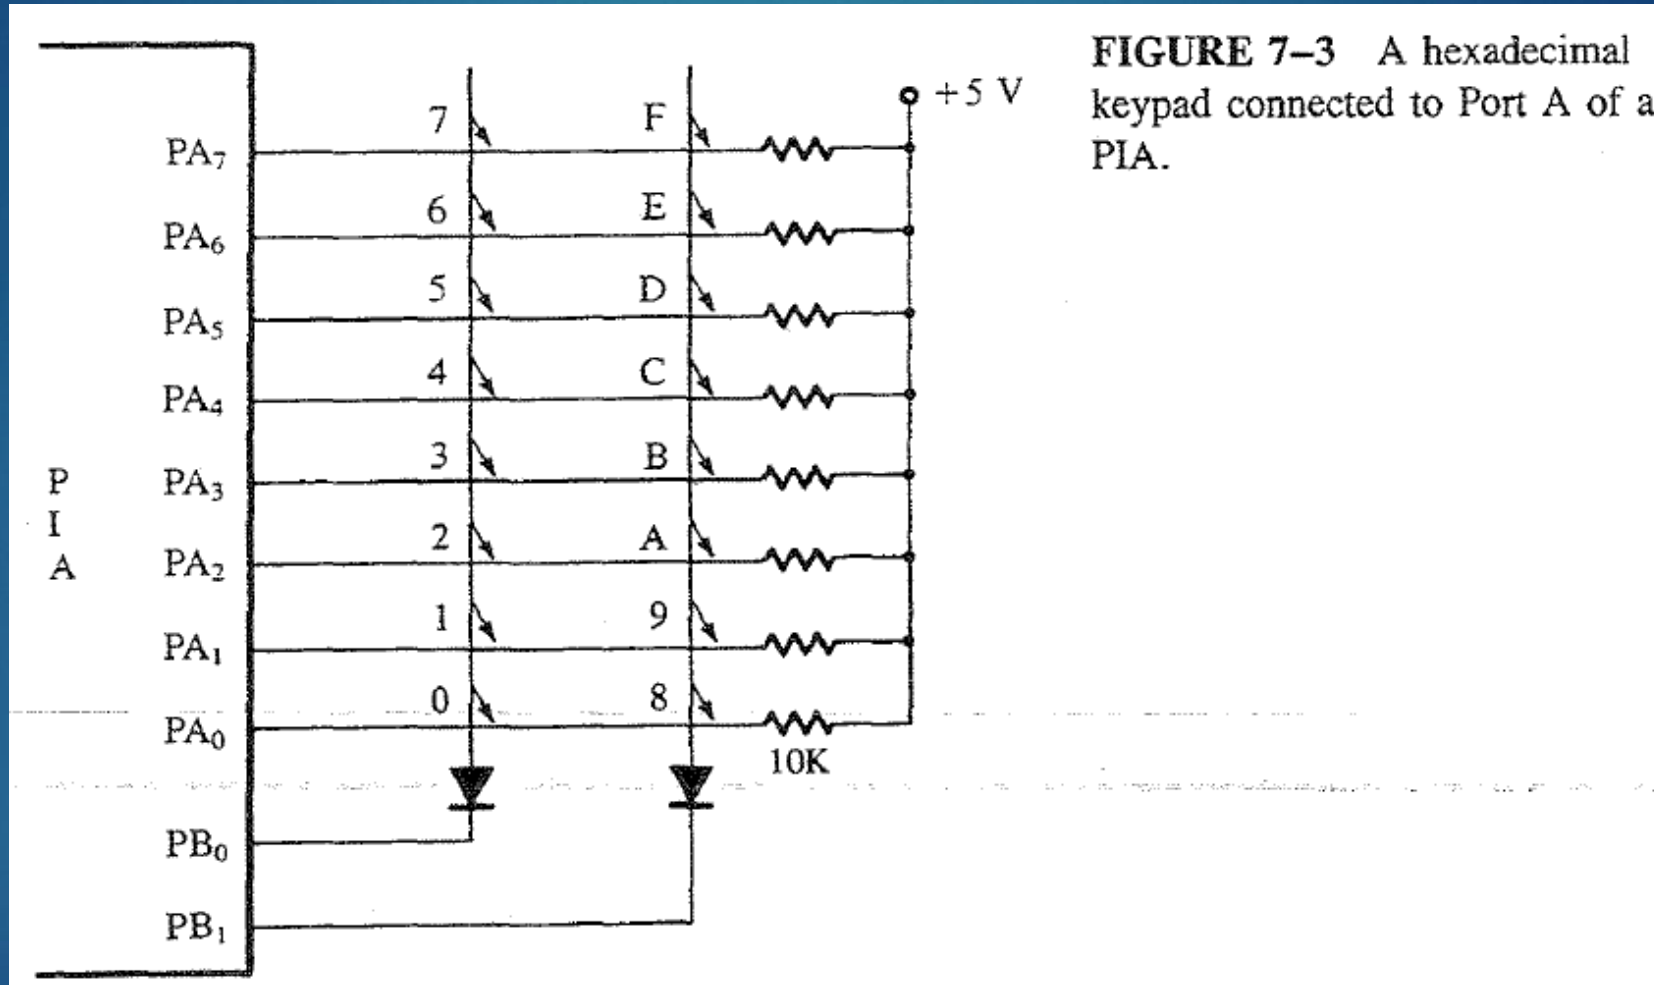 FIGURE 7–3 A hexadecimal
keypad connected to Port A of a
PIA.
+5 V
PA7 7 F
PA6 6 E
PA5 5 D
PA4 4 C
PA3 3 B
PA2 2 A
PA1 1 9
PA0 0 8
10K
PB0
PB1
P
I
A